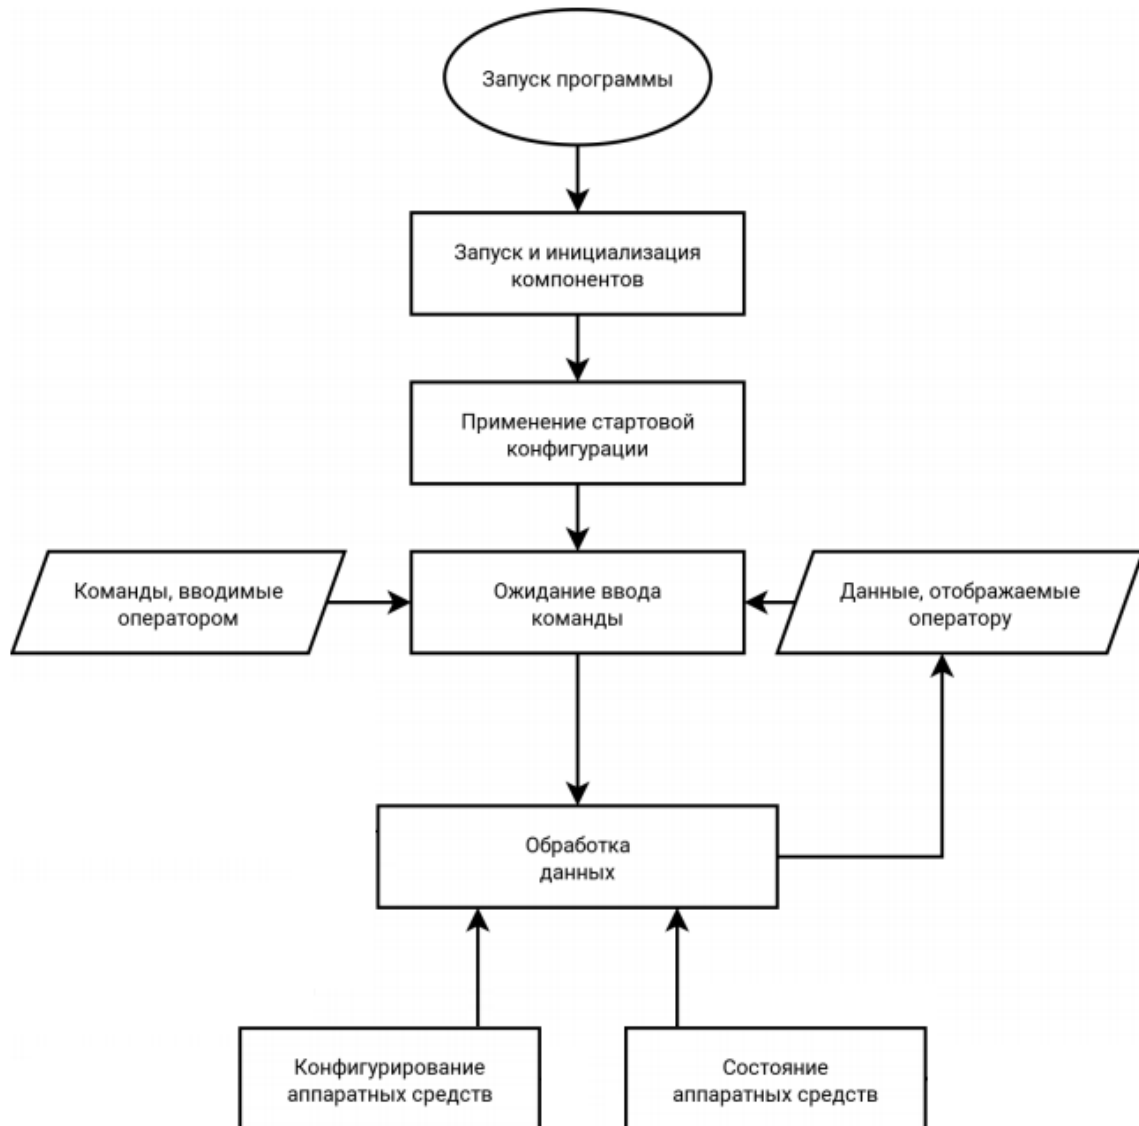 Запуск программы
Запуск и инициализация
компонентов
Применение стартовой
конфигурации
Команды, вводимые
оператором
Ожидание ввода
команды
Данные, отображаемые
оператору
Обработка
данных
Конфигурирование
аппаратных средств
Состояние
аппаратных средств